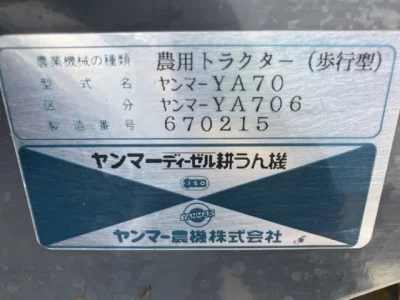 農業機械の種類 農用トラクター(歩行型)
型式名 ヤンマーYA70
区分 ヤンマーYA706
製造番号 670215
ヤンマーディーゼル耕うん機
ISO
YANMAR
ヤンマー農機株式会社